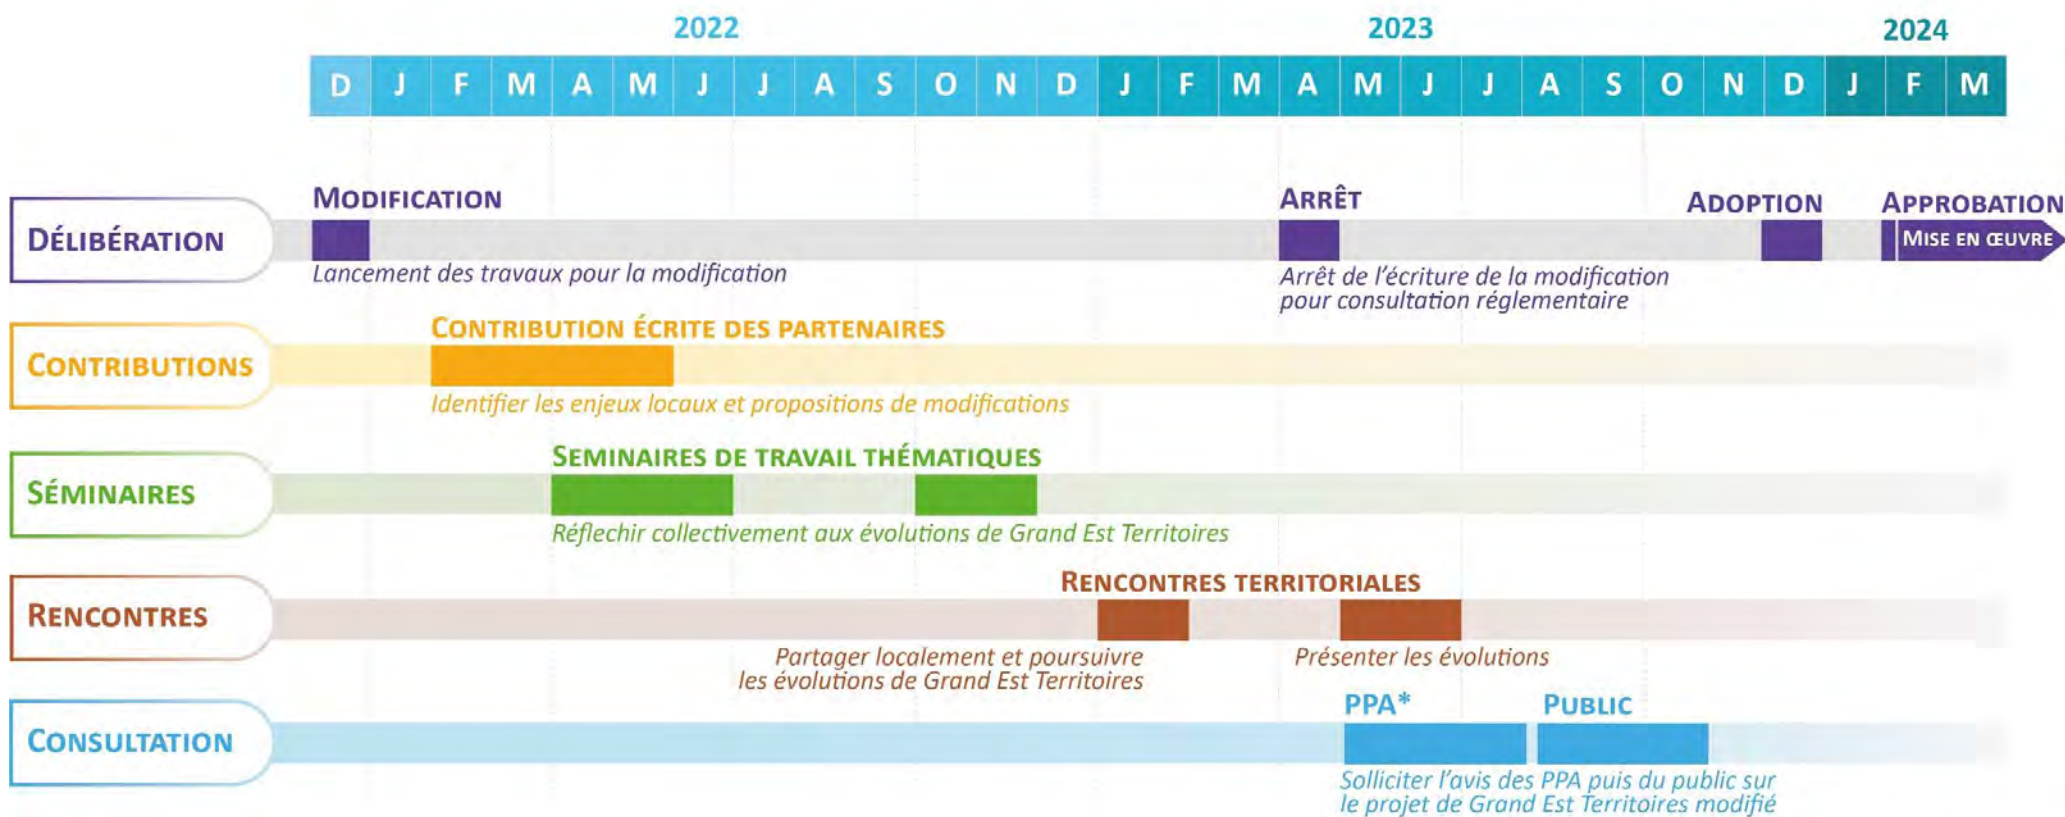 2022 2023 2024
D J F M A M J J A S O N D J F M A M J J A S O N D J F M
DÉLIBÉRATION
MODIFICATION
Lancement des travaux pour la modification
ARRÊT
Arrêt de l'écriture de la modification
pour consultation réglementaire
ADOPTION
APPROBATION
MISE EN ŒUVRE
CONTRIBUTIONS
CONTRIBUTION ÉCRITE DES PARTENAIRES
Identifier les enjeux locaux et propositions de modifications
SÉMINAIRES
SEMINAIRES DE TRAVAIL THÉMATIQUES
Réflechir collectivement aux évolutions de Grand Est Territoires
RENCONTRES
RENCONTRES TERRITORIALES
Partager localement et poursuivre
les évolutions de Grand Est Territoires
Présenter les évolutions
CONSULTATION
PPA*
PUBLIC
Solliciter l'avis des PPA puis du public sur
le projet de Grand Est Territoires modifié